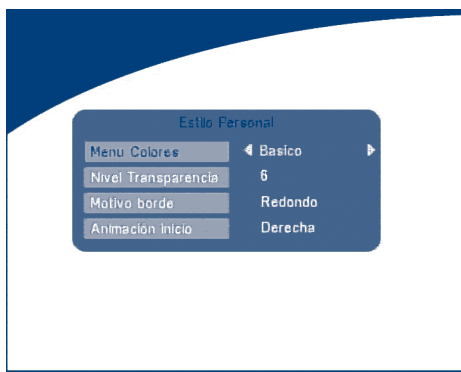 Estilo Personal
Menu Colores Basico
Nivel Transparencia 6
Motivo borde Redondo
Animación inicio Derecha